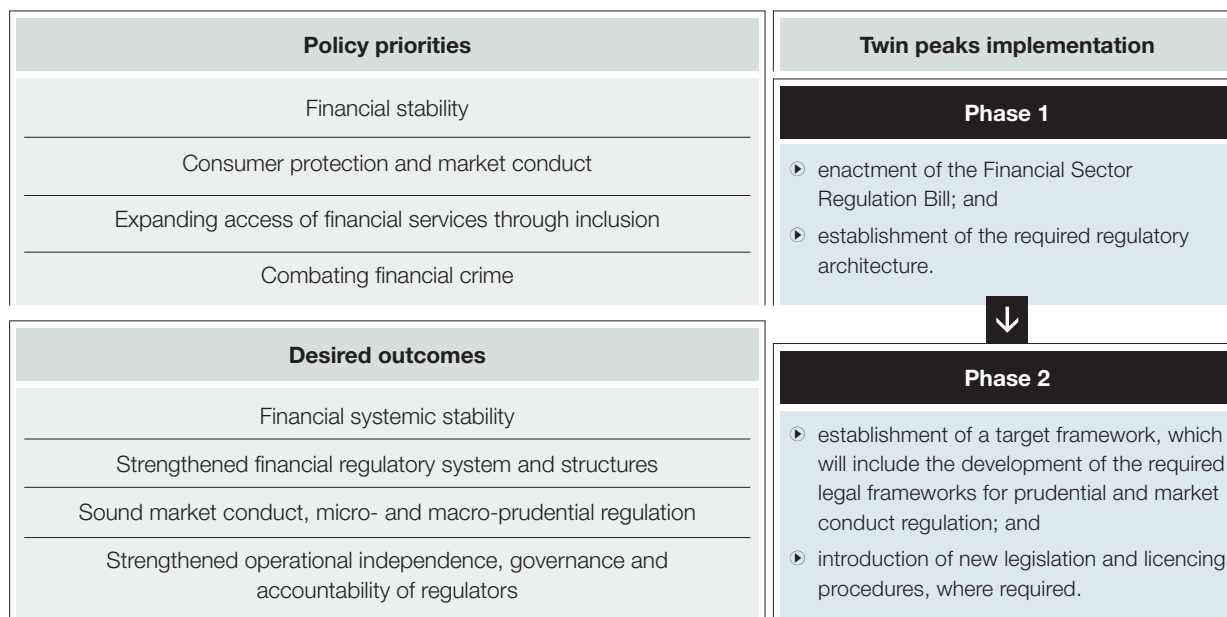 Policy priorities
Financial stability
Consumer protection and market conduct
Expanding access of financial services through inclusion
Combating financial crime
Desired outcomes
Financial systemic stability
Strengthened financial regulatory system and structures
Sound market conduct, micro- and macro-prudential regulation
Strengthened operational independence, governance and
accountability of regulators
Twin peaks implementation
Phase 1
enactment of the Financial Sector
Regulation Bill; and
establishment of the required regulatory
architecture.
Phase 2
establishment of a target framework, which
will include the development of the required
legal frameworks for prudential and market
conduct regulation; and
introduction of new legislation and licencing
procedures, where required.